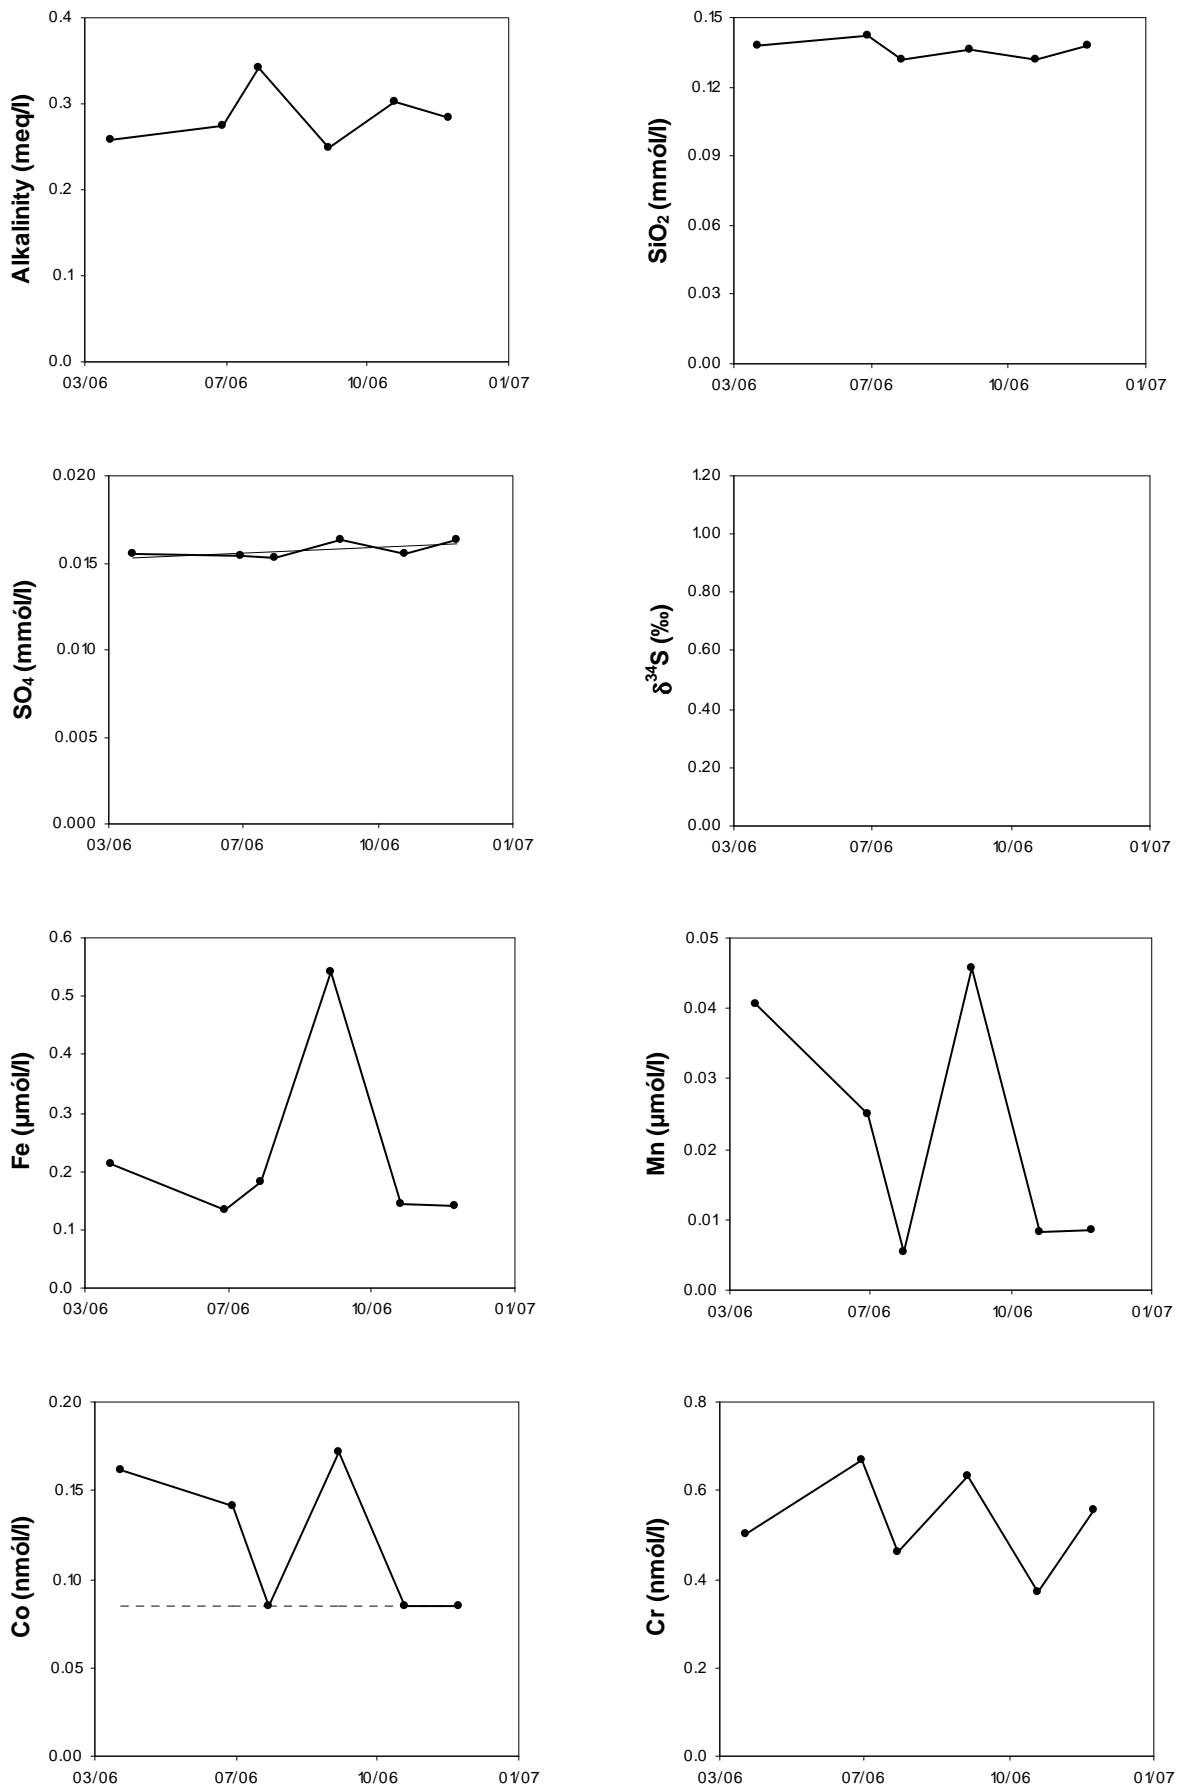 Alkalinity (meq/l)
0.4
0.3
0.2
0.1
0.0
03/06 07/06 10/06 01/07
SiO₂ (mmól/l)
0.15
0.12
0.09
0.06
0.03
0.00
03/06 07/06 10/06 01/07
SO₄ (mmól/l)
0.020
0.015
0.010
0.005
0.000
03/06 07/06 10/06 01/07
δ³⁴S (‰)
1.20
1.00
0.80
0.60
0.40
0.20
0.00
03/06 07/06 10/06 01/07
Fe (µmól/l)
0.6
0.5
0.4
0.3
0.2
0.1
0.0
03/06 07/06 10/06 01/07
Mn (µmól/l)
0.05
0.04
0.03
0.02
0.01
0.00
03/06 07/06 10/06 01/07
Co (nmól/l)
0.20
0.15
0.10
0.05
0.00
03/06 07/06 10/06 01/07
Cr (nmól/l)
0.8
0.6
0.4
0.2
0.0
03/06 07/06 10/06 01/07